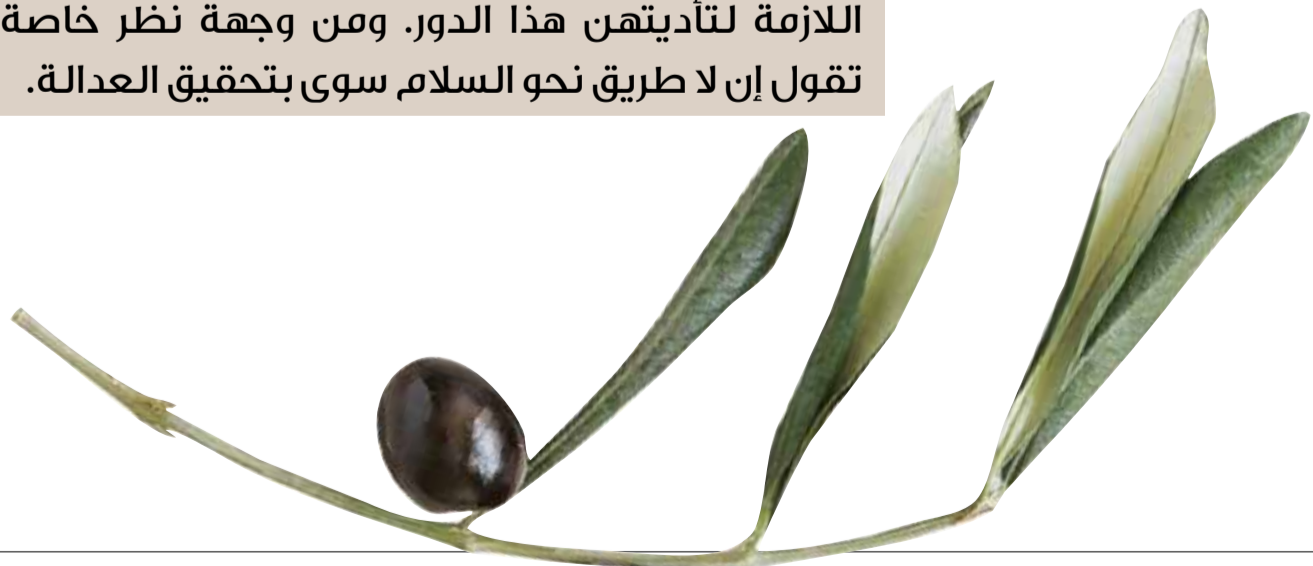 اللازمة لتأديتهن هذا الدور. ومن وجهة نظر خاصة
تقول إن لا طريق نحو السلام سوى بتحقيق العدالة.